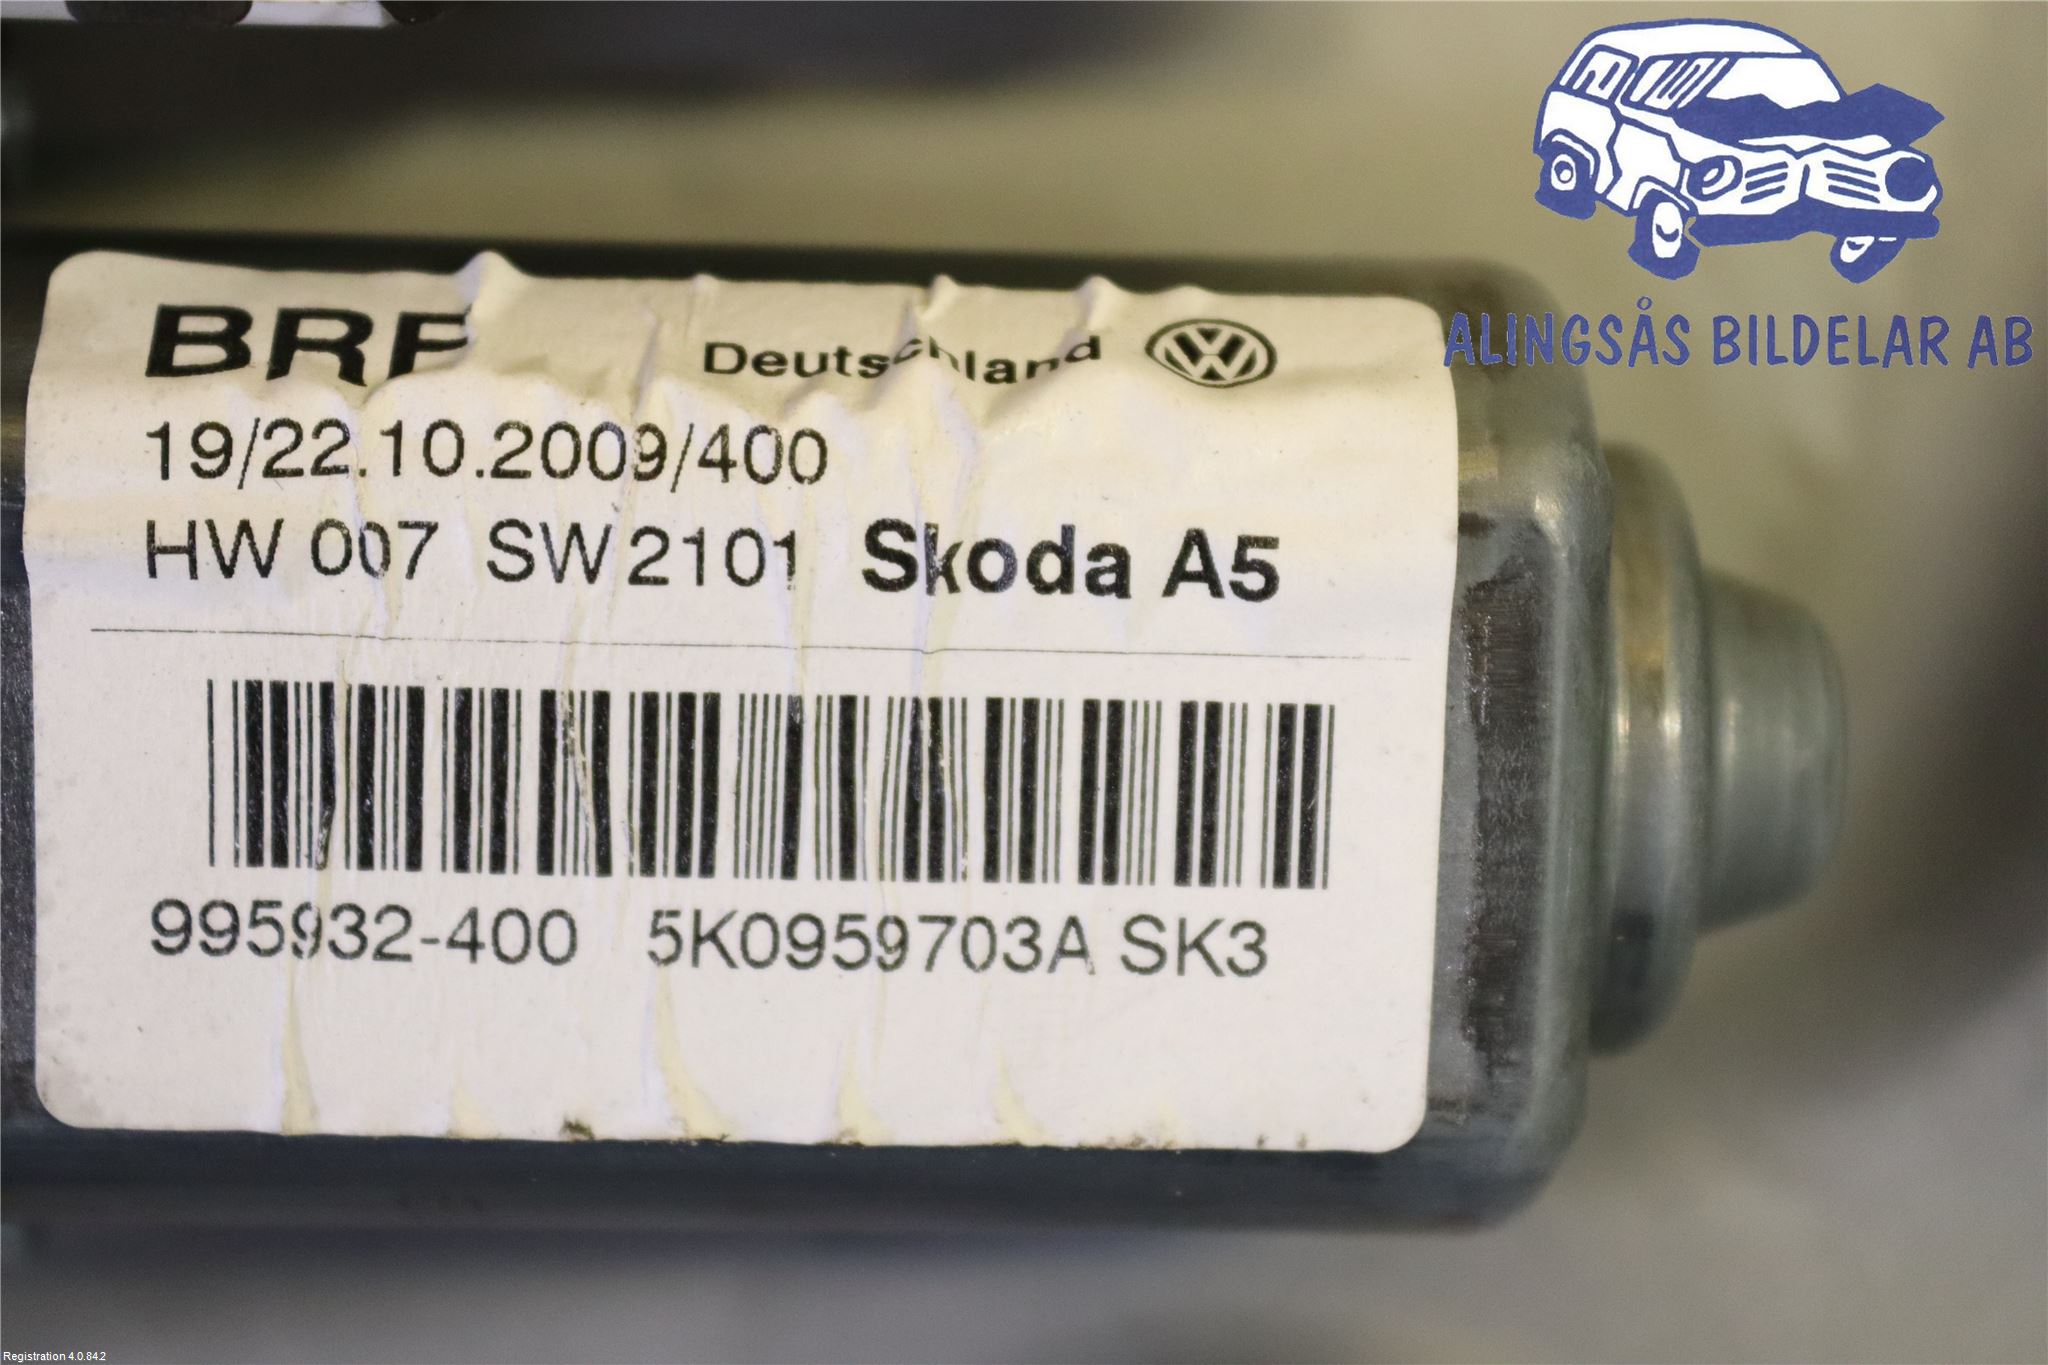 Deutschland
19/22.10.2009/400
HW 007 SW 2101 Skoda A5
995932-400 5K0959703A SK3
ALINGSÅS BILDELAR AB
Registration 4.0.84.2